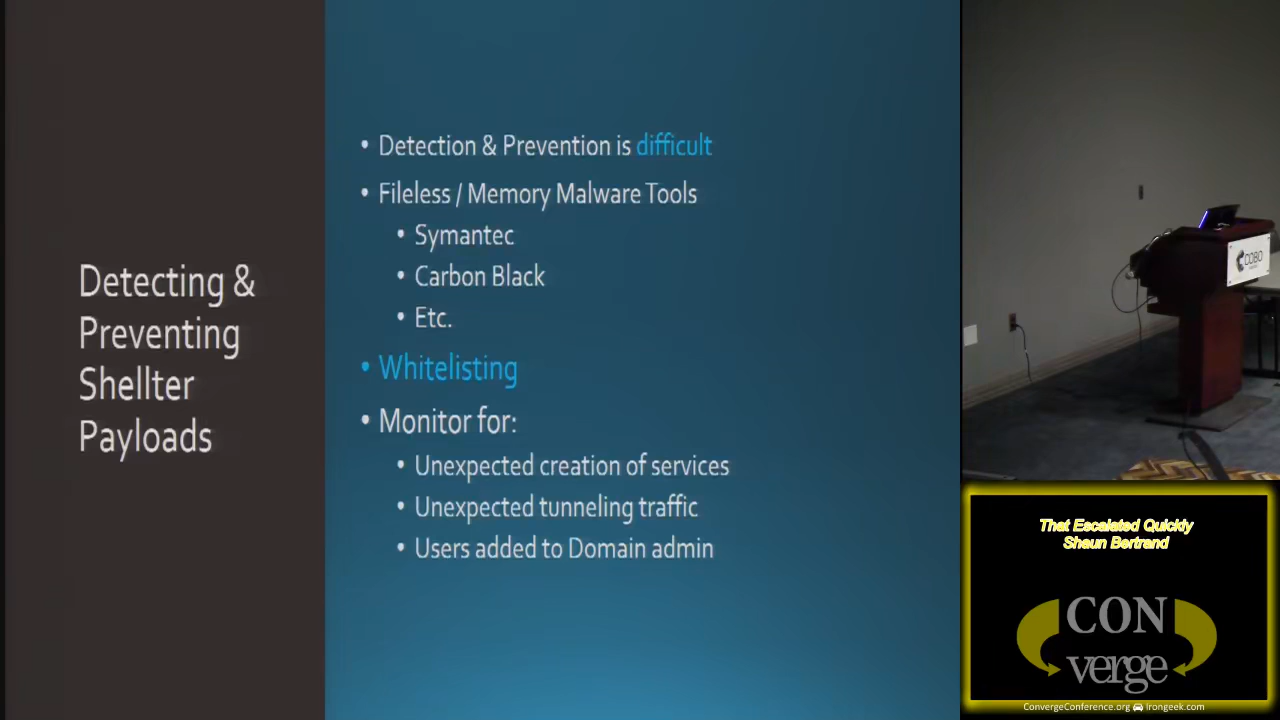 Detecting &
Preventing
Shellter
Payloads
• Detection & Prevention is difficult
• Fileless / Memory Malware Tools
• Symantec
• Carbon Black
• Etc.
• Whitelisting
• Monitor for:
• Unexpected creation of services
• Unexpected tunneling traffic
• Users added to Domain admin
COBO
That Escalated Quickly
Shaun Bertrand
CON
verge
ConvergeConference.org Irongeek.com